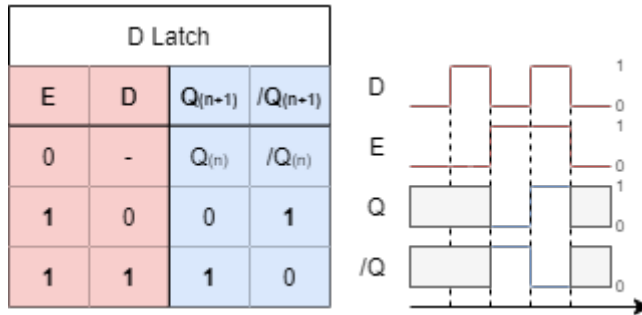 D Latch
E D Q(n+1) /Q(n+1)
0 - Q(n) /Q(n)
1 0 0 1
1 1 1 0
D 1
0
E 1
0
Q 1
0
/Q 1
0